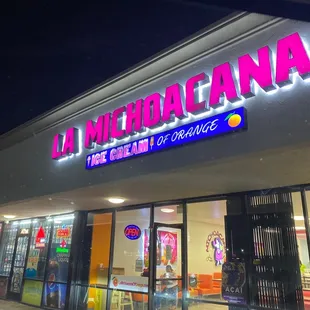 LA MICHOACANA
ICE CREAM OF ORANGE
OPEN
ACAI